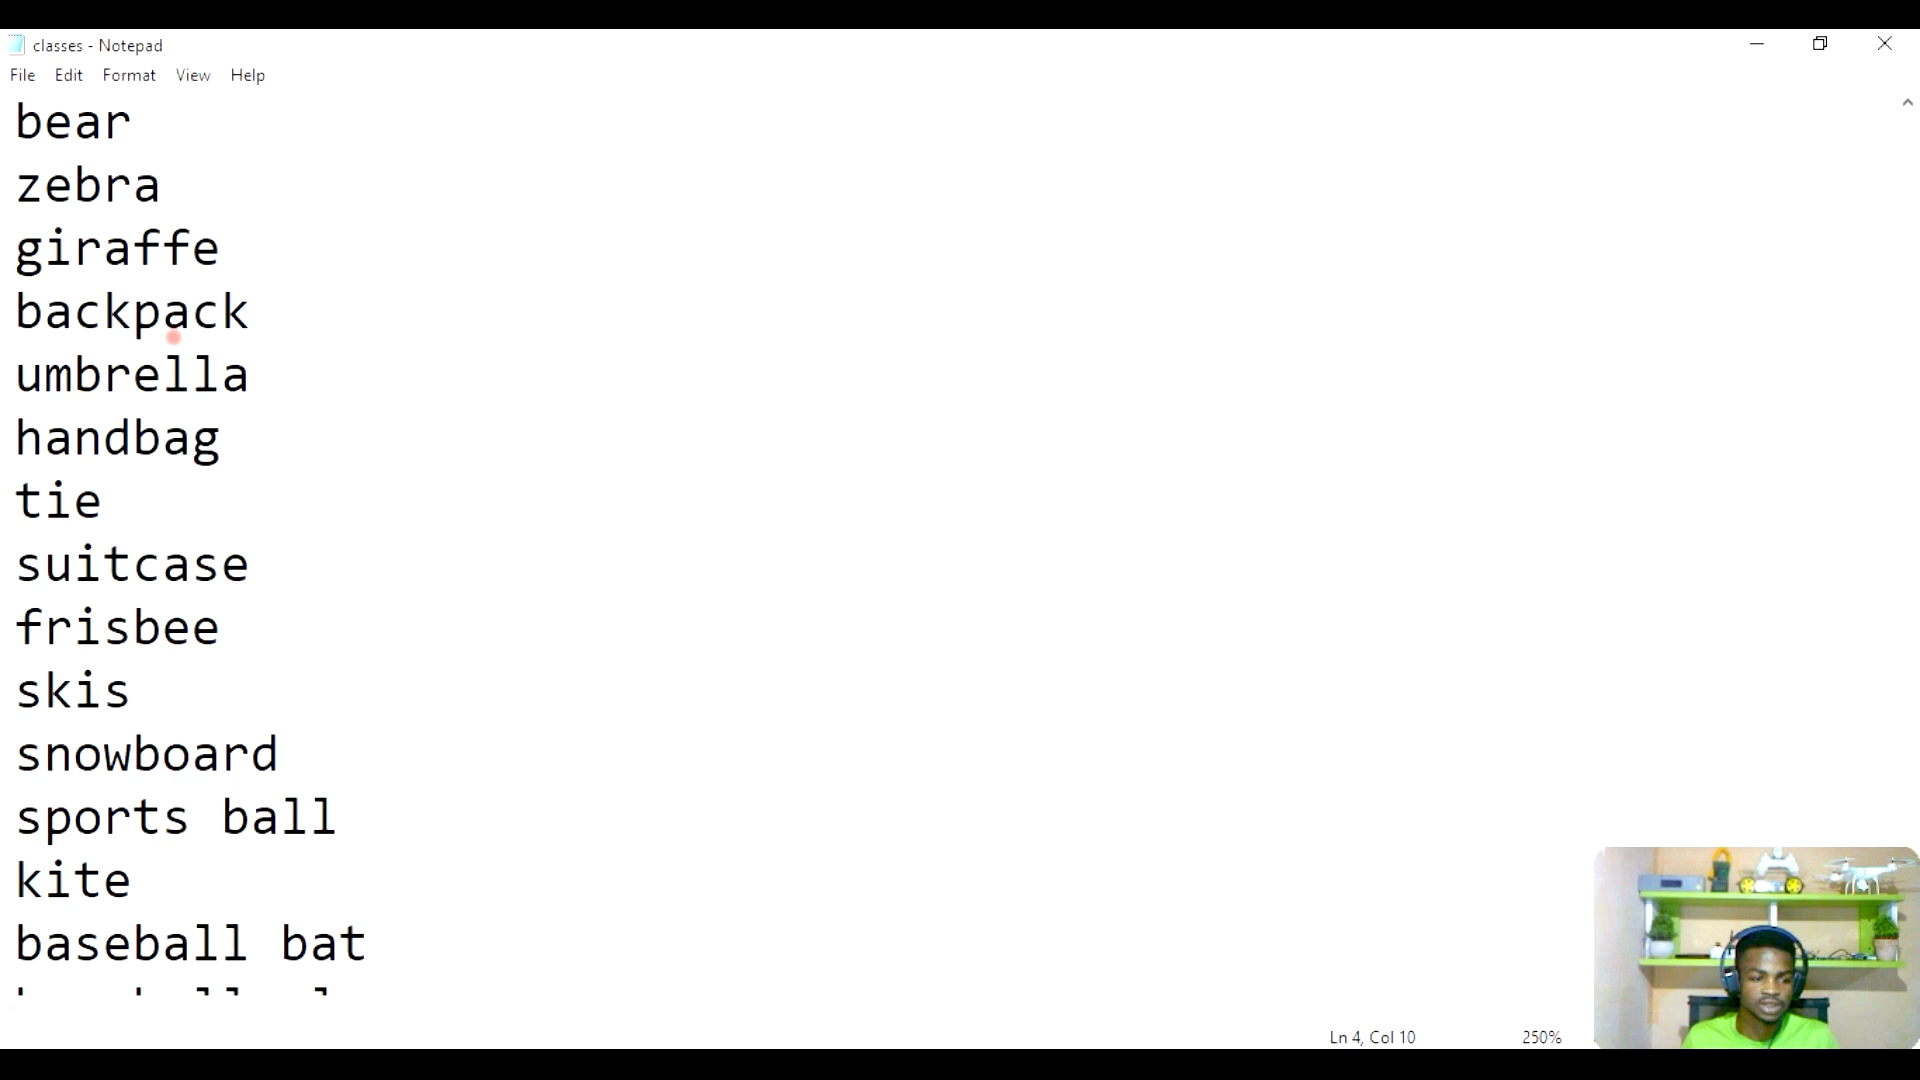 classes - Notepad
File Edit Format View Help
bear
zebra
giraffe
backpack
umbrella
handbag
tie
suitcase
frisbee
skis
snowboard
sports ball
kite
baseball bat
Ln 4, Col 10 250%